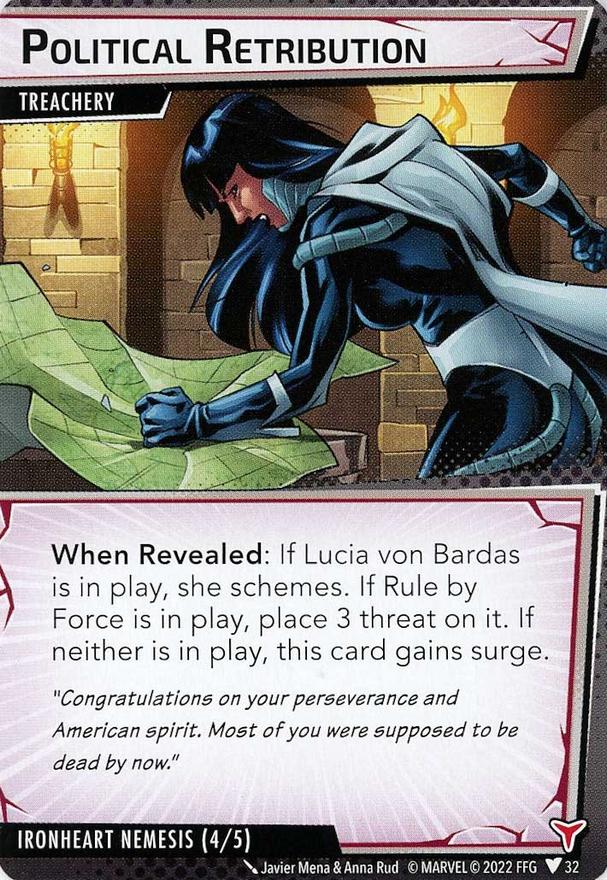 POLITICAL RETRIBUTION
TREACHERY
When Revealed: If Lucia von Bardas
is in play, she schemes. If Rule by
Force is in play, place 3 threat on it. If
neither is in play, this card gains surge.
"Congratulations on your perseverance and
American spirit. Most of you were supposed to be
dead by now."
IRONHEART NEMESIS (4/5)
Javier Mena & Anna Rud © MARVEL © 2022 FFG 32